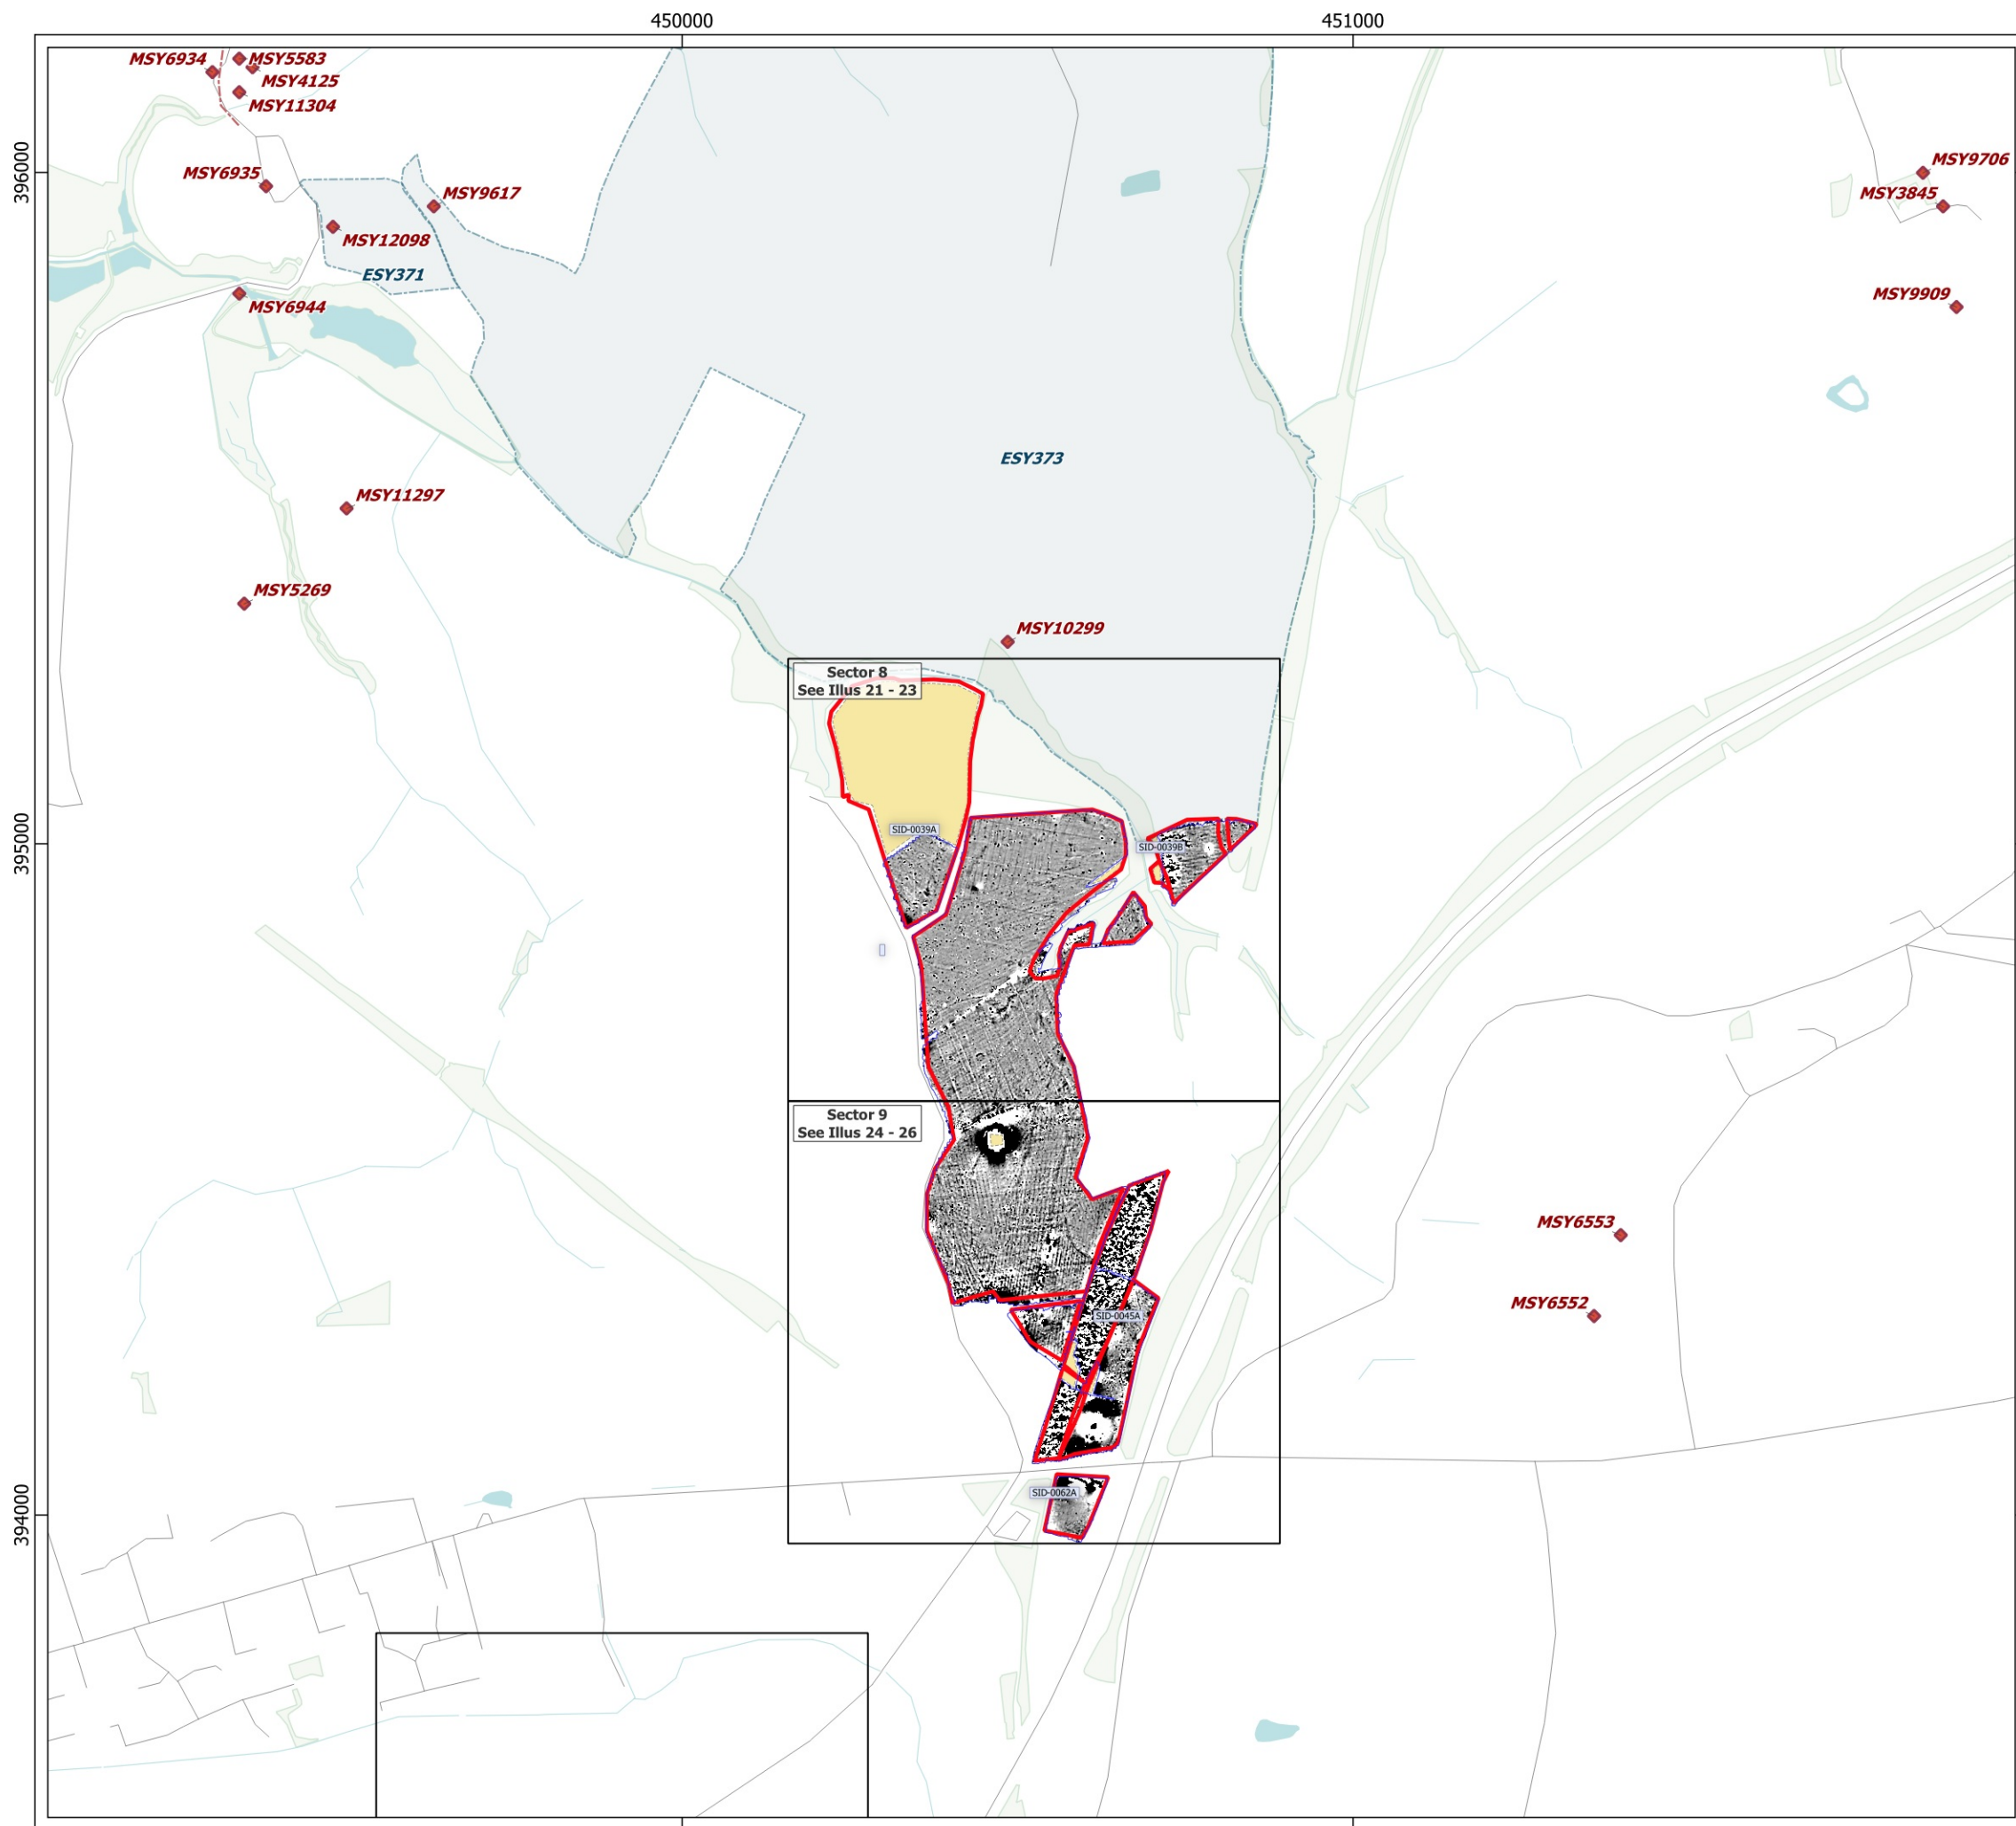 450000
451000
MSY6934
MSY5583
MSY4125
MSY11304
396000
MSY6935
MSY9617
MSY12098
ESY371
MSY6944
MSY9706
MSY3845
MSY9909
ESY373
MSY11297
MSY5269
MSY10299
Sector 8
See Illus 21 - 23
SID-0039A
SID-0039B
395000
Sector 9
See Illus 24 - 26
MSY6553
MSY6552
SID-0045A
SID-0062A
394000